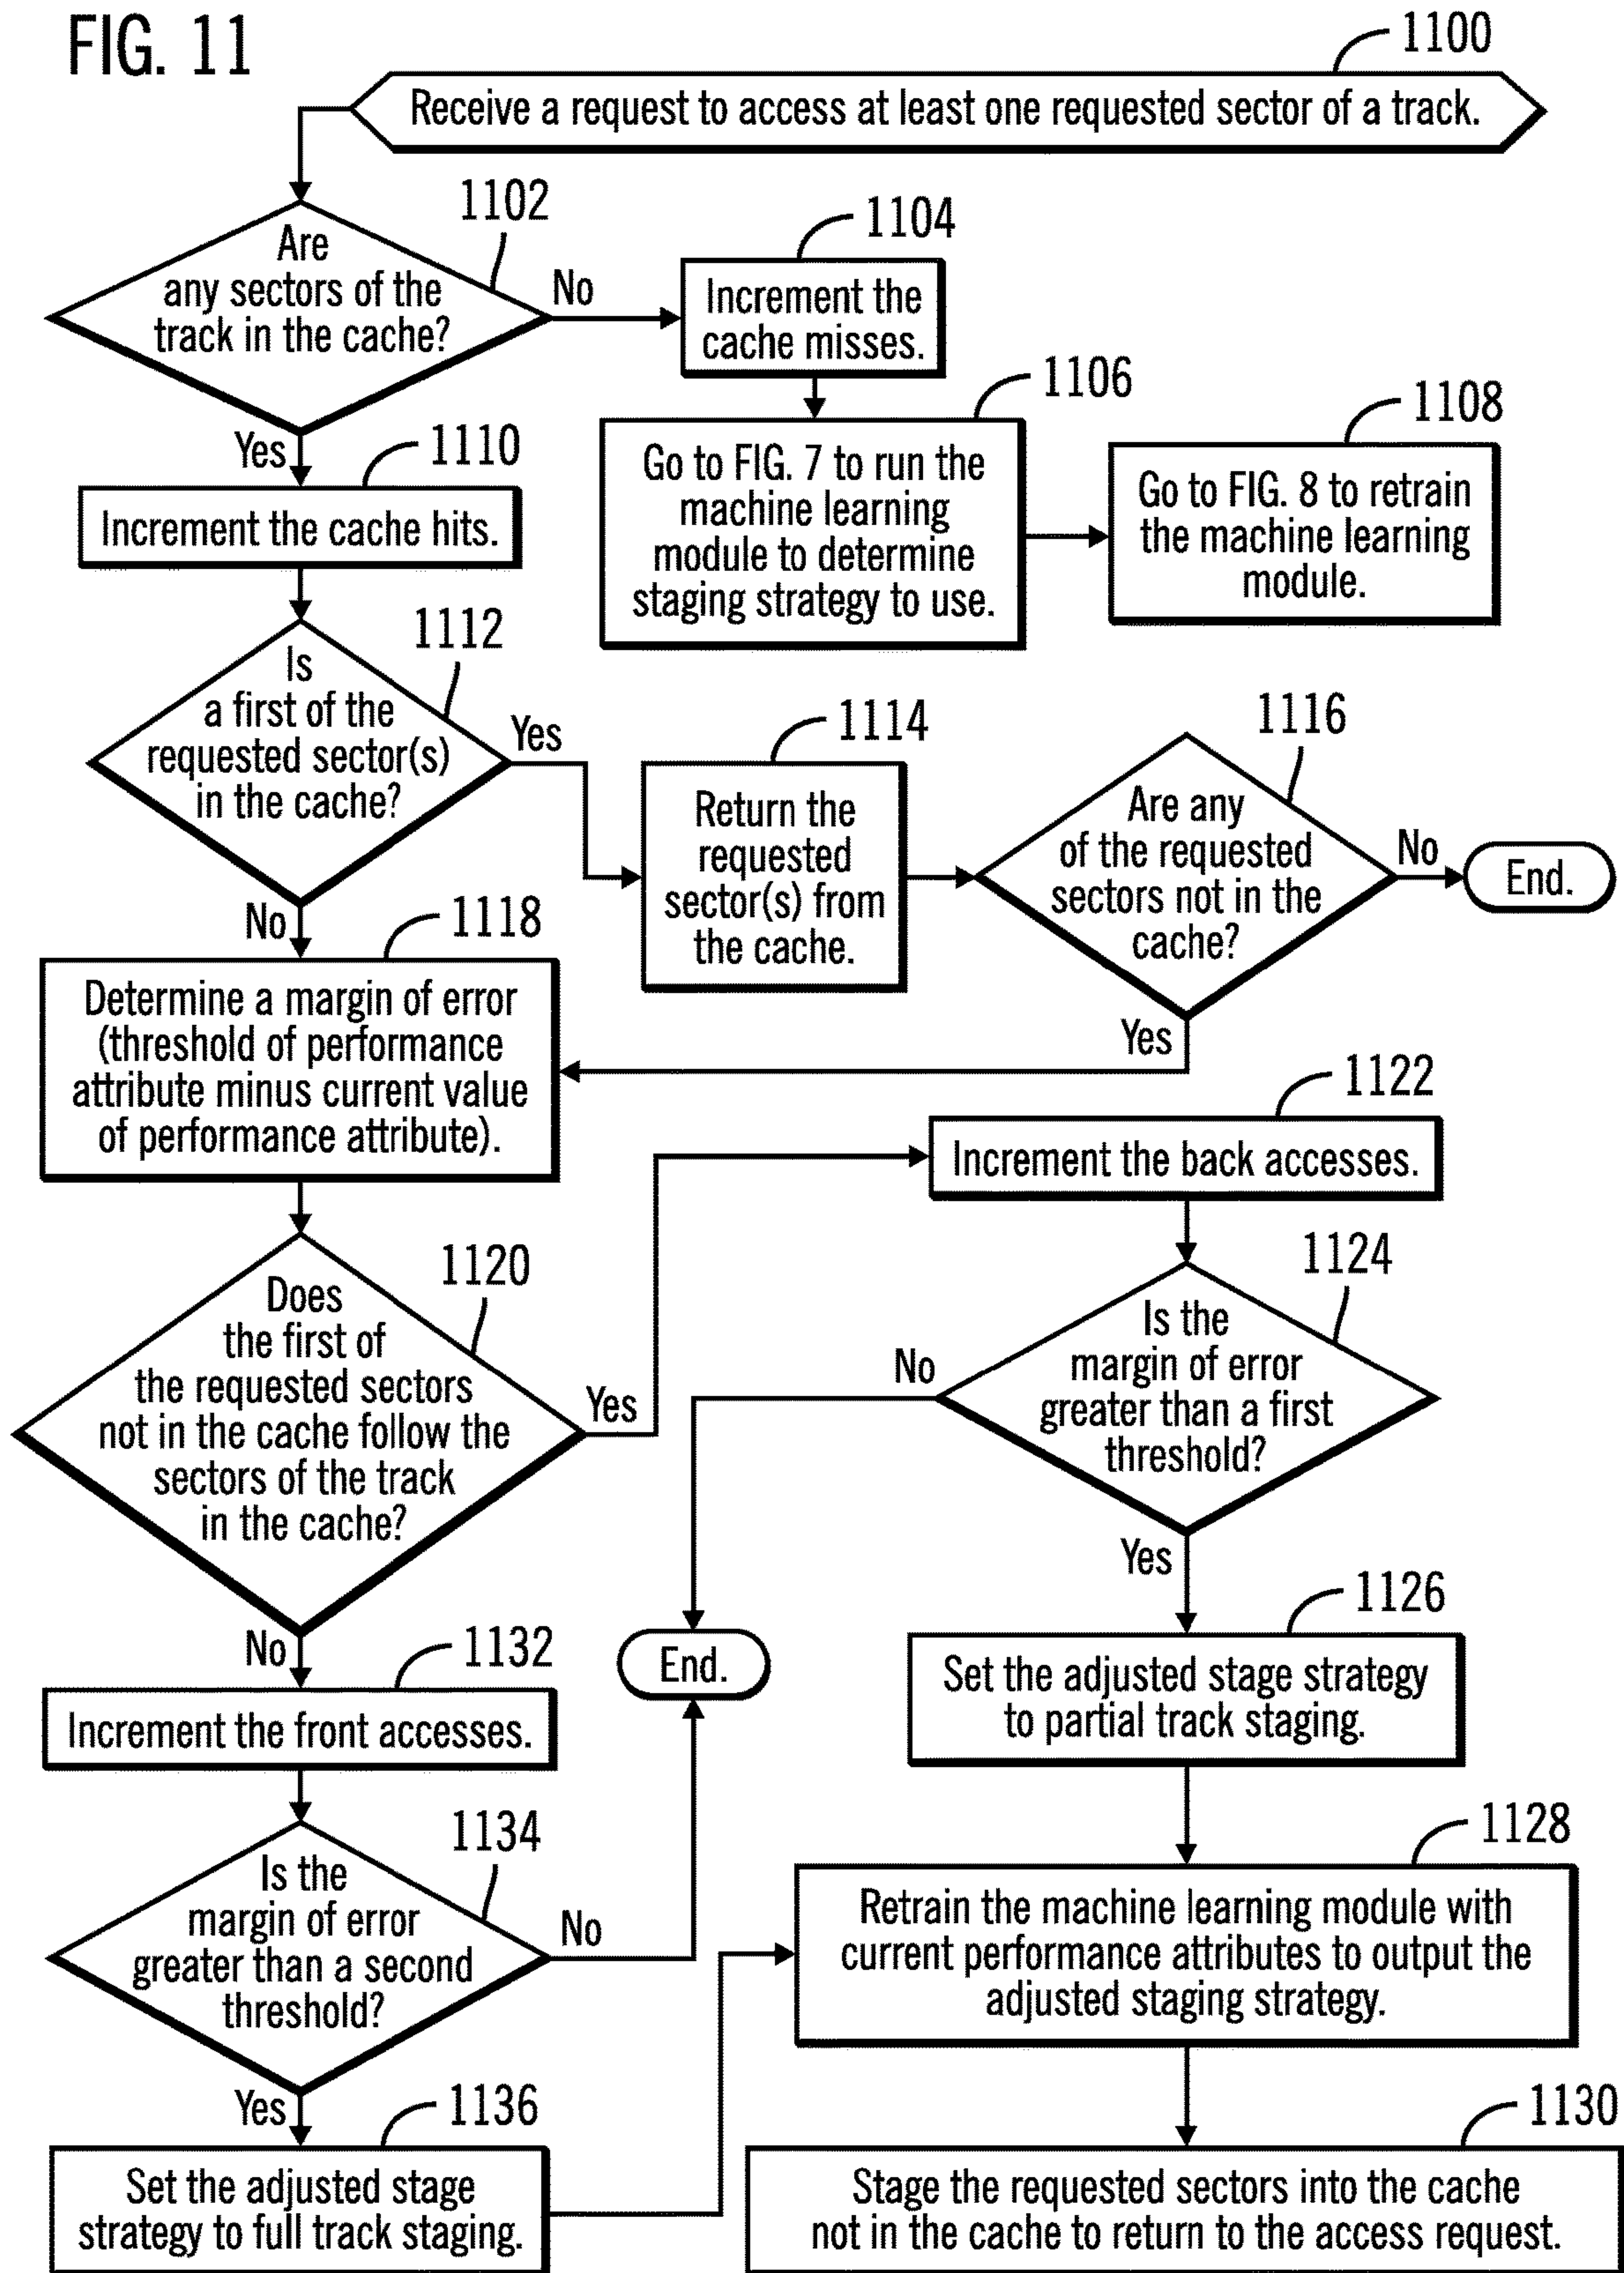 FIG. 11
1100
Receive a request to access at least one requested sector of a track.
1102
Are
any sectors of the
track in the cache?
No
1104
Increment the
cache misses.
1106
Go to FIG. 7 to run the
machine learning
module to determine
staging strategy to use.
1108
Go to FIG. 8 to retrain
the machine learning
module.
Yes
1110
Increment the cache hits.
1112
Is
a first of the
requested sector(s)
in the cache?
Yes
1114
Return the
requested
sector(s) from
the cache.
1116
Are any
of the requested
sectors not in the
cache?
No
End.
Yes
No
1118
Determine a margin of error
(threshold of performance
attribute minus current value
of performance attribute).
1120
Does
the first of
the requested sectors
not in the cache follow the
sectors of the track
in the cache?
Yes
1122
Increment the back accesses.
1124
Is the
margin of error
greater than a first
threshold?
No
End.
Yes
1126
Set the adjusted stage strategy
to partial track staging.
1128
Retrain the machine learning module with
current performance attributes to output the
adjusted staging strategy.
1130
Stage the requested sectors into the cache
not in the cache to return to the access request.
No
1132
Increment the front accesses.
1134
Is the
margin of error
greater than a second
threshold?
No
Yes
1136
Set the adjusted stage
strategy to full track staging.